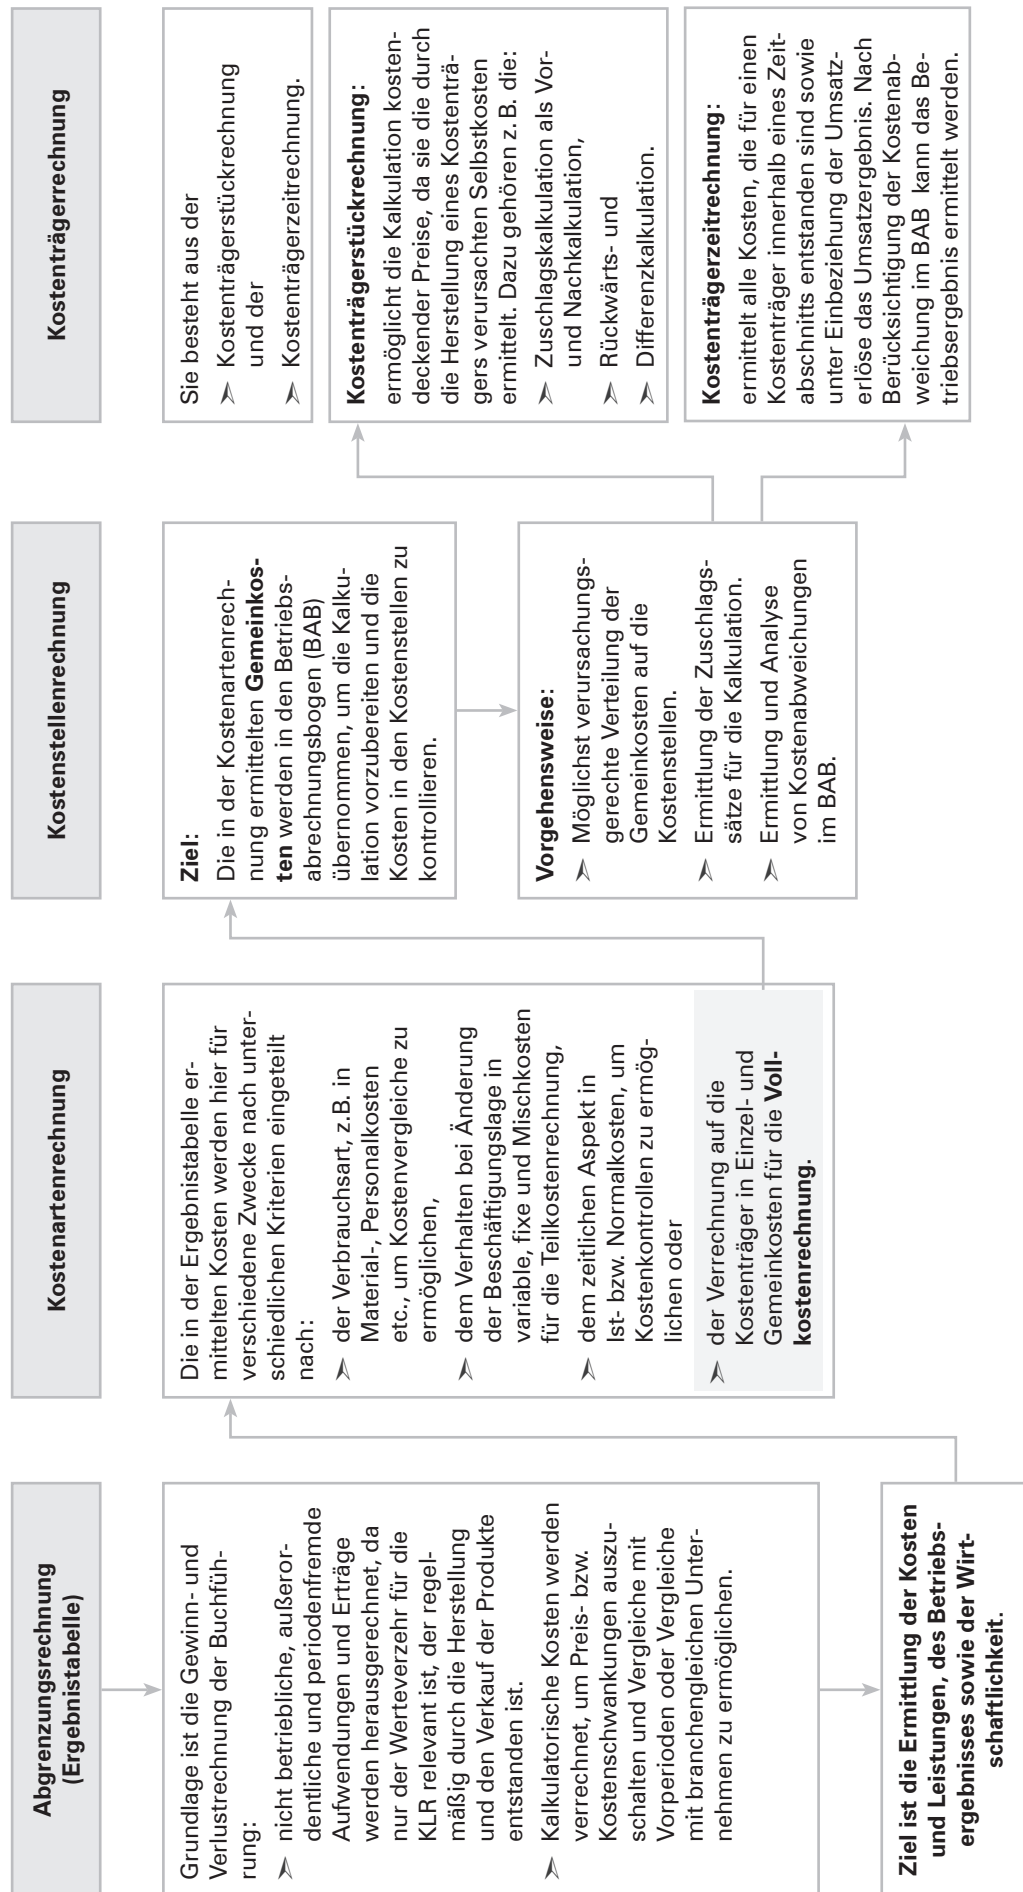 Abgrenzungsrechnung
(Ergebnistabelle)
Grundlage ist die Gewinn- und
Verlustrechnung der Buchfüh-
rung:
➢ nicht betriebliche, außeror-
dentliche und periodenfremde
Aufwendungen und Erträge
werden herausgerechnet, da
nur der Werteverzehr für die
KLR relevant ist, der regel-
mäßig durch die Herstellung
und den Verkauf der Produkte
entstanden ist.
➢ Kalkulatorische Kosten werden
verrechnet, um Preis- bzw.
Kostenschwankungen auszu-
schalten und Vergleiche mit
Vorperioden oder Vergleiche
mit branchengleichen Unter-
nehmen zu ermöglichen.
Ziel ist die Ermittlung der Kosten
und Leistungen, des Betriebs-
ergebnisses sowie der Wirt-
schaftlichkeit.
Kostenartenrechnung
Die in der Ergebnistabelle er-
mittelten Kosten werden hier für
verschiedene Zwecke nach unter-
schiedlichen Kriterien eingeteilt
nach:
➢ der Verbrauchsart, z.B. in
Material-, Personalkosten
etc., um Kostenvergleiche zu
ermöglichen,
➢ dem Verhalten bei Änderung
der Beschäftigungslage in
variable, fixe und Mischkosten
für die Teilkostenrechnung,
➢ dem zeitlichen Aspekt in
Ist- bzw. Normalkosten, um
Kostenkontrollen zu ermög-
lichen oder
➢ der Verrechnung auf die
Kostenträger in Einzel- und
Gemeinkosten für die Voll-
kostenrechnung.
Kostenstellenrechnung
Ziel:
Die in der Kostenartenrech-
nung ermittelten Gemeinkos-
ten werden in den Betriebs-
abrechnungsbogen (BAB)
übernommen, um die Kalku-
lation vorzubereiten und die
Kosten in den Kostenstellen zu
kontrollieren.
Vorgehensweise:
➢ Möglichst verursachungs-
gerechte Verteilung der
Gemeinkosten auf die
Kostenstellen.
➢ Ermittlung der Zuschlags-
sätze für die Kalkulation.
➢ Ermittlung und Analyse
von Kostenabweichungen
im BAB.
Kostenträgerrechnung
Sie besteht aus der
➢ Kostenträgerstückrechnung
und der
➢ Kostenträgerzeitrechnung.
Kostenträgerstückrechnung:
ermöglicht die Kalkulation kosten-
deckender Preise, da sie die durch
die Herstellung eines Kostenträ-
gers verursachten Selbstkosten
ermittelt. Dazu gehören z. B. die:
➢ Zuschlagskalkulation als Vor-
und Nachkalkulation,
➢ Rückwärts- und
➢ Differenzkalkulation.
Kostenträgerzeitrechnung:
ermittelt alle Kosten, die für einen
Kostenträger innerhalb eines Zeit-
abschnitts entstanden sind sowie
unter Einbeziehung der Umsatz-
erlöse das Umsatzergebnis. Nach
Berücksichtigung der Kostenab-
weichung im BAB kann das Be-
triebsergebnis ermittelt werden.